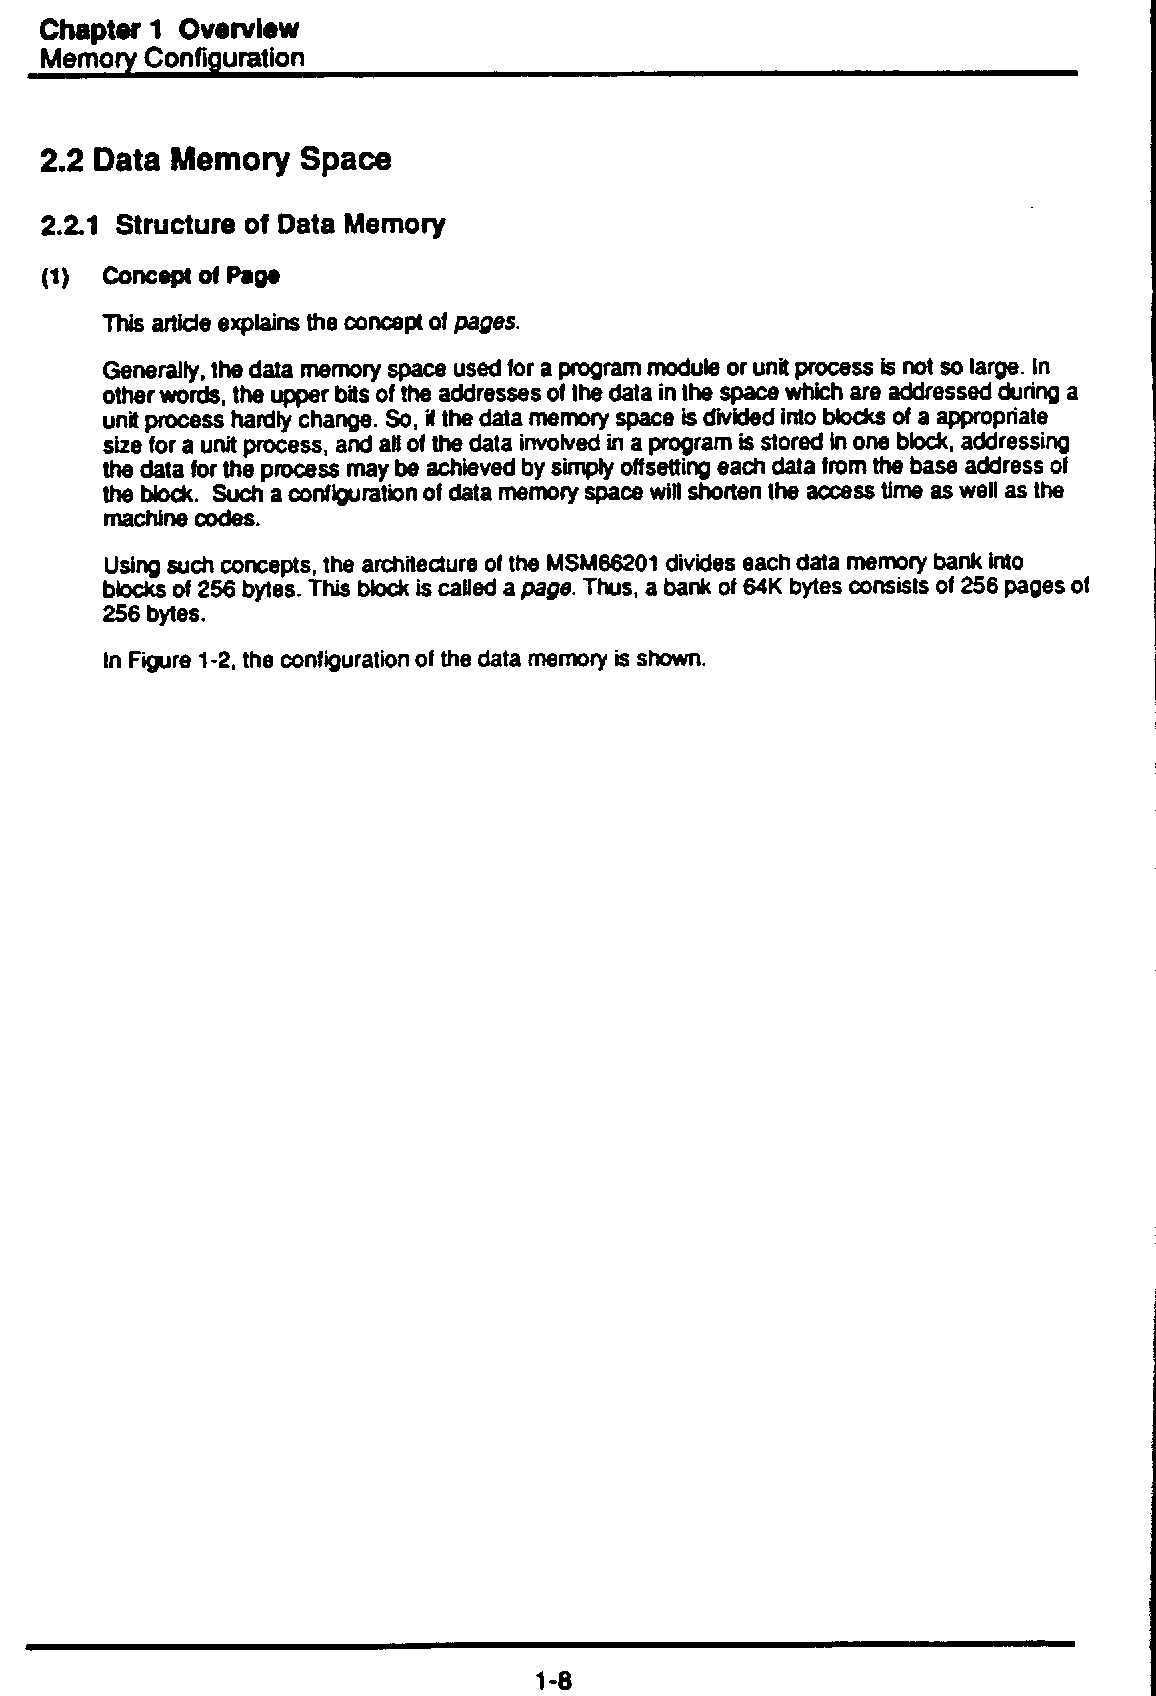 Chapter 1 Overview
Memory Configuration
2.2 Data Memory Space
2.2.1 Structure of Data Memory
(1) Concept of Page
This article explains the concept of pages.
Generally, the data memory space used for a program module or unit process is not so large. In
other words, the upper bits of the addresses of the data in the space which are addressed during a
unit process hardly change. So, if the data memory space is divided into blocks of a appropriate
size for a unit process, and all of the data involved in a program is stored in one block, addressing
the data for the process may be achieved by simply offsetting each data from the base address of
the block. Such a configuration of data memory space will shorten the access time as well as the
machine codes.
Using such concepts, the architecture of the MSM66201 divides each data memory bank into
blocks of 256 bytes. This block is called a page. Thus, a bank of 64K bytes consists of 256 pages of
256 bytes.
In Figure 1-2, the configuration of the data memory is shown.
1-8